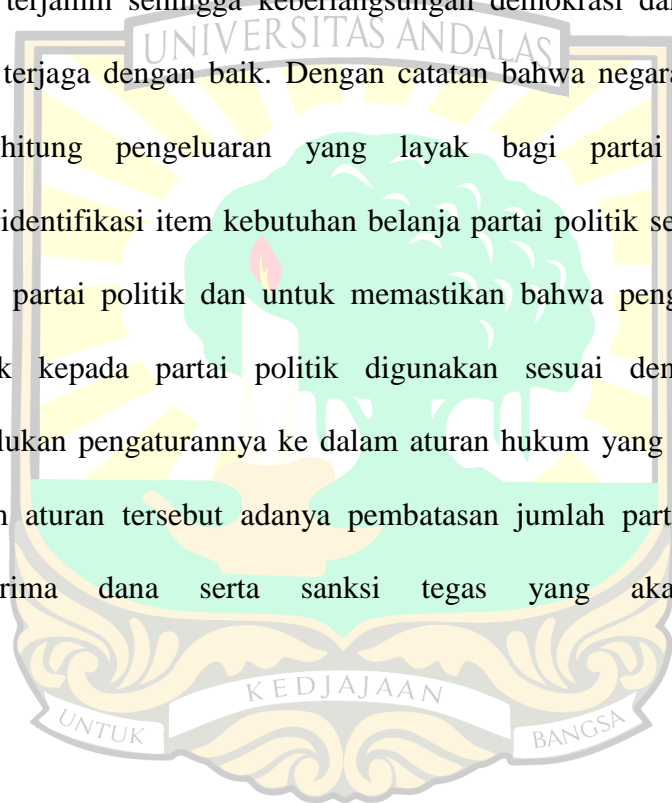 terjamin sehingga keberlangsungan demokrasi dan
UNIVERSITAS ANDALAS
terjaga dengan baik. Dengan catatan bahwa negara
hitung pengeluaran yang layak bagi partai
identifikasi item kebutuhan belanja partai politik se
partai politik dan untuk memastikan bahwa peng
k kepada partai politik digunakan sesuai den
lukan pengaturannya ke dalam aturan hukum yang
n aturan tersebut adanya pembatasan jumlah part
rima dana serta sanksi tegas yang aka
UNTUK KEDJAJAAN BANGSA